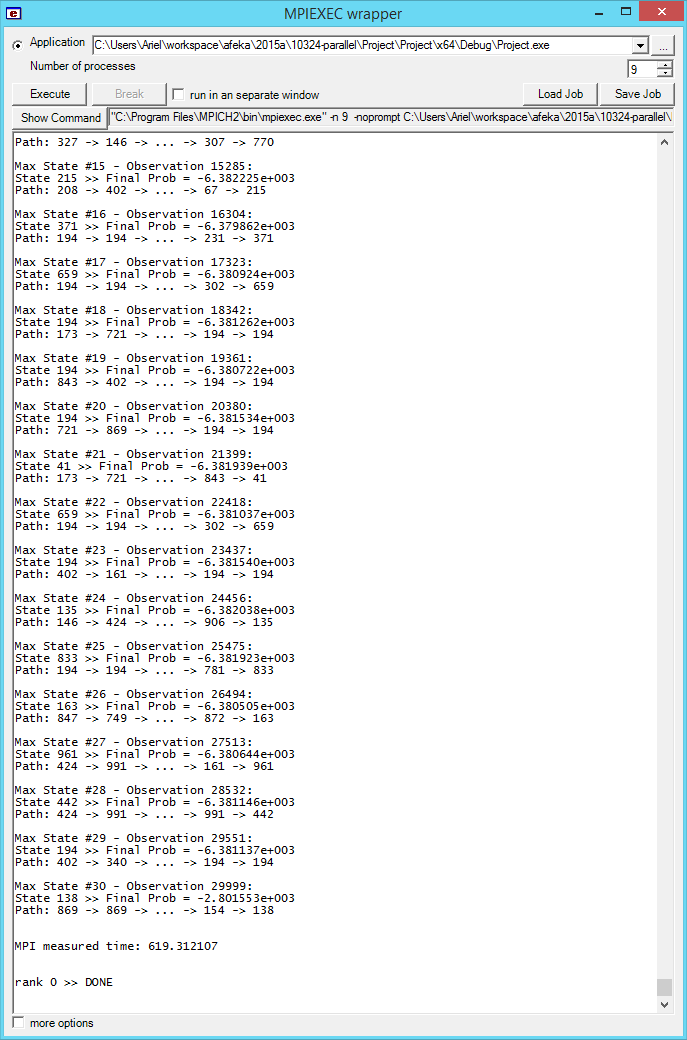 MPIEXEC wrapper
Application C:\Users\Ariel\workspace\afeka\2015a\10324-parallel\Project\Project\x64\Debug\Project.exe ...
Number of processes 9
Execute Break run in an separate window Load Job Save Job
Show Command "C:\Program Files\MPICH2\bin\mpiexec.exe" -n 9 -noprompt C:\Users\Ariel\workspace\afeka\2015a\10324-parallel\
Path: 327 -> 146 -> ... -> 307 -> 770
Max State #15 - Observation 15285:
State 215 >> Final Prob = -6.382225e+003
Path: 208 -> 402 -> ... -> 67 -> 215
Max State #16 - Observation 16304:
State 371 >> Final Prob = -6.379862e+003
Path: 194 -> 194 -> ... -> 231 -> 371
Max State #17 - Observation 17323:
State 659 >> Final Prob = -6.380924e+003
Path: 194 -> 194 -> ... -> 302 -> 659
Max State #18 - Observation 18342:
State 194 >> Final Prob = -6.381262e+003
Path: 173 -> 721 -> ... -> 194 -> 194
Max State #19 - Observation 19361:
State 194 >> Final Prob = -6.380722e+003
Path: 843 -> 402 -> ... -> 194 -> 194
Max State #20 - Observation 20380:
State 194 >> Final Prob = -6.381534e+003
Path: 721 -> 869 -> ... -> 194 -> 194
Max State #21 - Observation 21399:
State 41 >> Final Prob = -6.381939e+003
Path: 173 -> 721 -> ... -> 843 -> 41
Max State #22 - Observation 22418:
State 659 >> Final Prob = -6.381037e+003
Path: 194 -> 194 -> ... -> 302 -> 659
Max State #23 - Observation 23437:
State 194 >> Final Prob = -6.381540e+003
Path: 402 -> 161 -> ... -> 194 -> 194
Max State #24 - Observation 24456:
State 135 >> Final Prob = -6.382038e+003
Path: 146 -> 424 -> ... -> 906 -> 135
Max State #25 - Observation 25475:
State 833 >> Final Prob = -6.381923e+003
Path: 194 -> 194 -> ... -> 781 -> 833
Max State #26 - Observation 26494:
State 163 >> Final Prob = -6.380505e+003
Path: 847 -> 749 -> ... -> 872 -> 163
Max State #27 - Observation 27513:
State 961 >> Final Prob = -6.380644e+003
Path: 424 -> 991 -> ... -> 161 -> 961
Max State #28 - Observation 28532:
State 442 >> Final Prob = -6.381146e+003
Path: 424 -> 991 -> ... -> 991 -> 442
Max State #29 - Observation 29551:
State 194 >> Final Prob = -6.381137e+003
Path: 402 -> 340 -> ... -> 194 -> 194
Max State #30 - Observation 29999:
State 138 >> Final Prob = -2.801553e+003
Path: 869 -> 869 -> ... -> 154 -> 138
MPI measured time: 619.312107
rank 0 >> DONE
more options